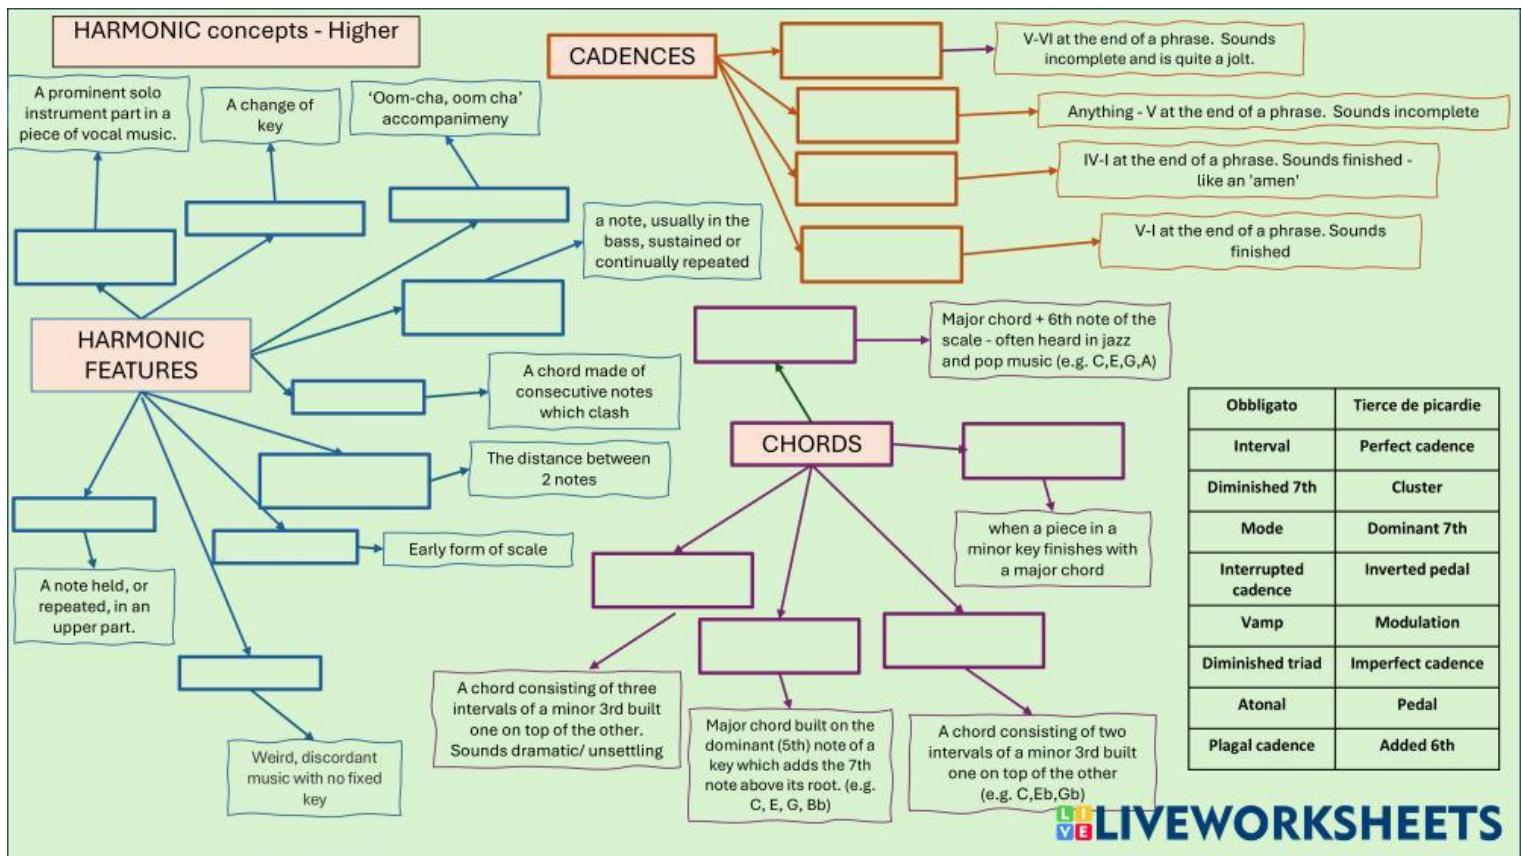 HARMONIC concepts - Higher
CADENCES
V-VI at the end of a phrase. Sounds
incomplete and is quite a jolt.
Anything - V at the end of a phrase. Sounds incomplete
IV-I at the end of a phrase. Sounds finished -
like an 'amen'
V-I at the end of a phrase. Sounds
finished
A prominent solo
instrument part in a
piece of vocal music.
A change of
key
‘Oom-cha, oom cha’
accompanimeny
a note, usually in the
bass, sustained or
continually repeated
HARMONIC
FEATURES
A chord made of
consecutive notes
which clash
The distance between
2 notes
Early form of scale
A note held, or
repeated, in an
upper part.
Weird, discordant
music with no fixed
key
Major chord + 6th note of the
scale - often heard in jazz
and pop music (e.g. C,E,G,A)
CHORDS
when a piece in a
minor key finishes with
a major chord
A chord consisting of three
intervals of a minor 3rd built
one on top of the other.
Sounds dramatic/ unsettling
Major chord built on the
dominant (5th) note of a
key which adds the 7th
note above its root. (e.g.
C, E, G, Bb)
A chord consisting of two
intervals of a minor 3rd built
one on top of the other
(e.g. C,Eb,Gb)
Obbligato Tierce de picardie
Interval Perfect cadence
Diminished 7th Cluster
Mode Dominant 7th
Interrupted
cadence Inverted pedal
Vamp Modulation
Diminished triad Imperfect cadence
Atonal Pedal
Plagal cadence Added 6th
LIVE LIVEWORKSHEETS